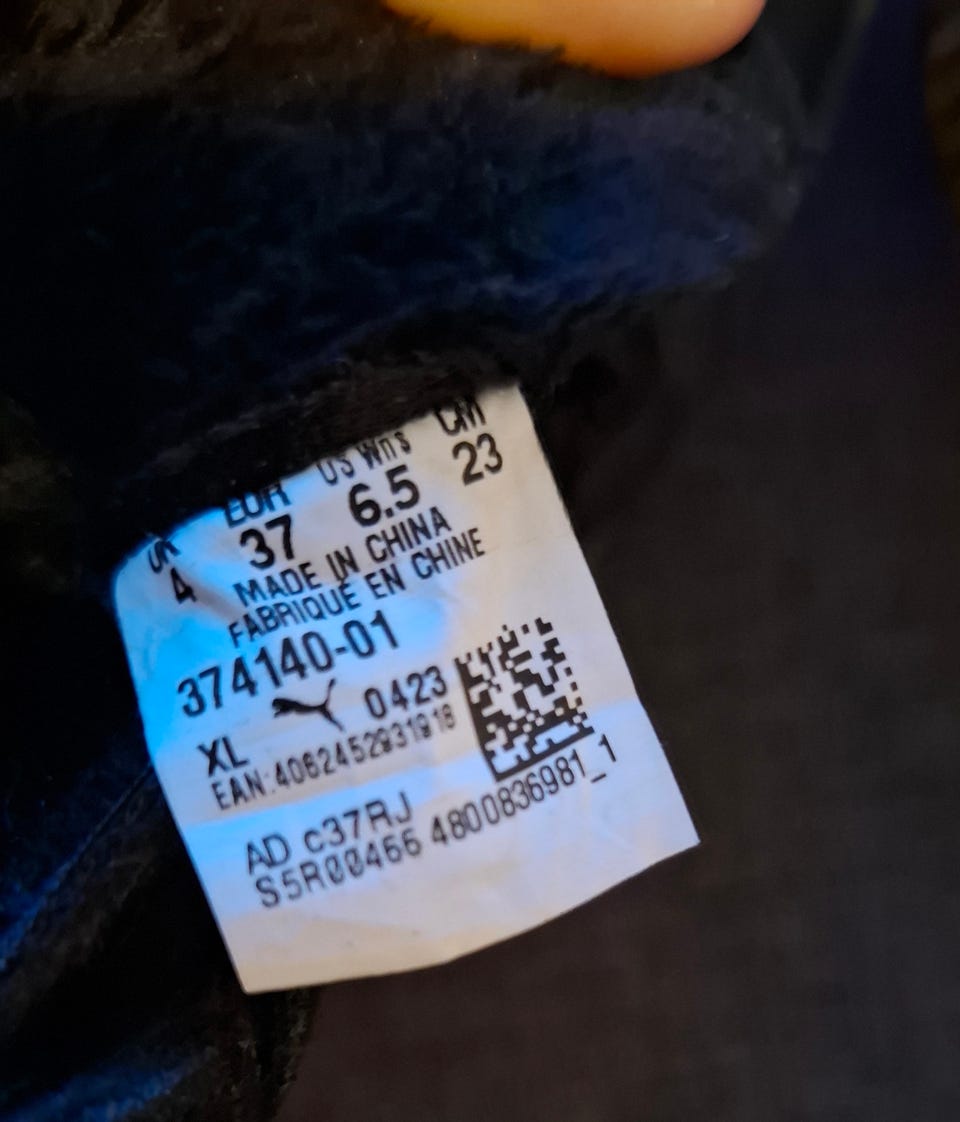 UK EUR US Wns CM
4 37 6.5 23
MADE IN CHINA
FABRIQUÉ EN CHINE
374140-01
XL 0423
EAN:4062452931918
AD c37RJ
S5R00466 4800836981_1